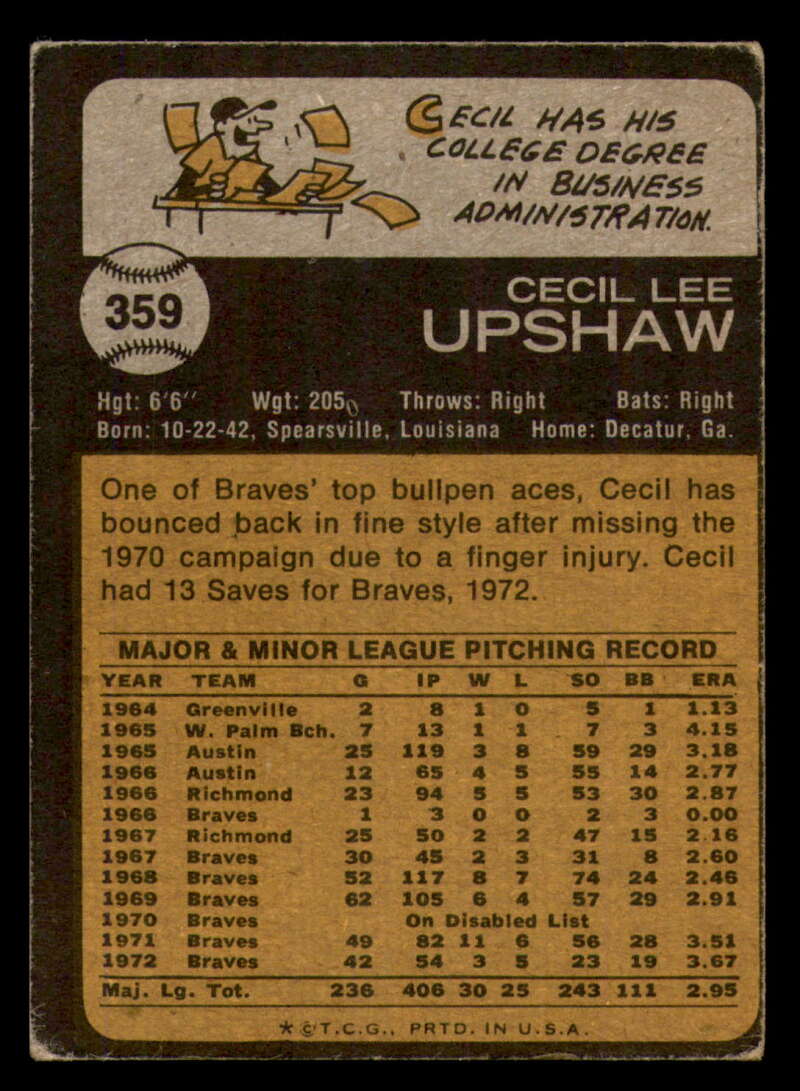 CECIL HAS HIS
COLLEGE DEGREE
IN BUSINESS
ADMINISTRATION.
359
CECIL LEE
UPSHAW
Hgt: 6'6" Wgt: 205 Throws: Right Bats: Right
Born: 10-22-42, Spearsville, Louisiana Home: Decatur, Ga.
One of Braves' top bullpen aces, Cecil has
bounced back in fine style after missing the
1970 campaign due to a finger injury. Cecil
had 13 Saves for Braves, 1972.
MAJOR & MINOR LEAGUE PITCHING RECORD
YEAR TEAM G IP W L SO BB ERA
1964 Greenville 2 8 1 0 5 1 1.13
1965 W. Palm Bch. 7 13 1 1 7 3 4.15
1965 Austin 25 119 3 8 59 29 3.18
1966 Austin 12 65 4 5 55 14 2.77
1966 Richmond 23 94 5 5 53 30 2.87
1966 Braves 1 3 0 0 2 3 0.00
1967 Richmond 25 50 2 2 47 15 2.16
1967 Braves 30 45 2 3 31 8 2.60
1968 Braves 52 117 8 7 74 24 2.46
1969 Braves 62 105 6 4 57 29 2.91
1970 Braves On Disabled List
1971 Braves 49 82 11 6 56 28 3.51
1972 Braves 42 54 3 5 23 19 3.67
Maj. Lg. Tot. 236 406 30 25 243 111 2.95
* © T.C.G., PRTD. IN U.S.A.